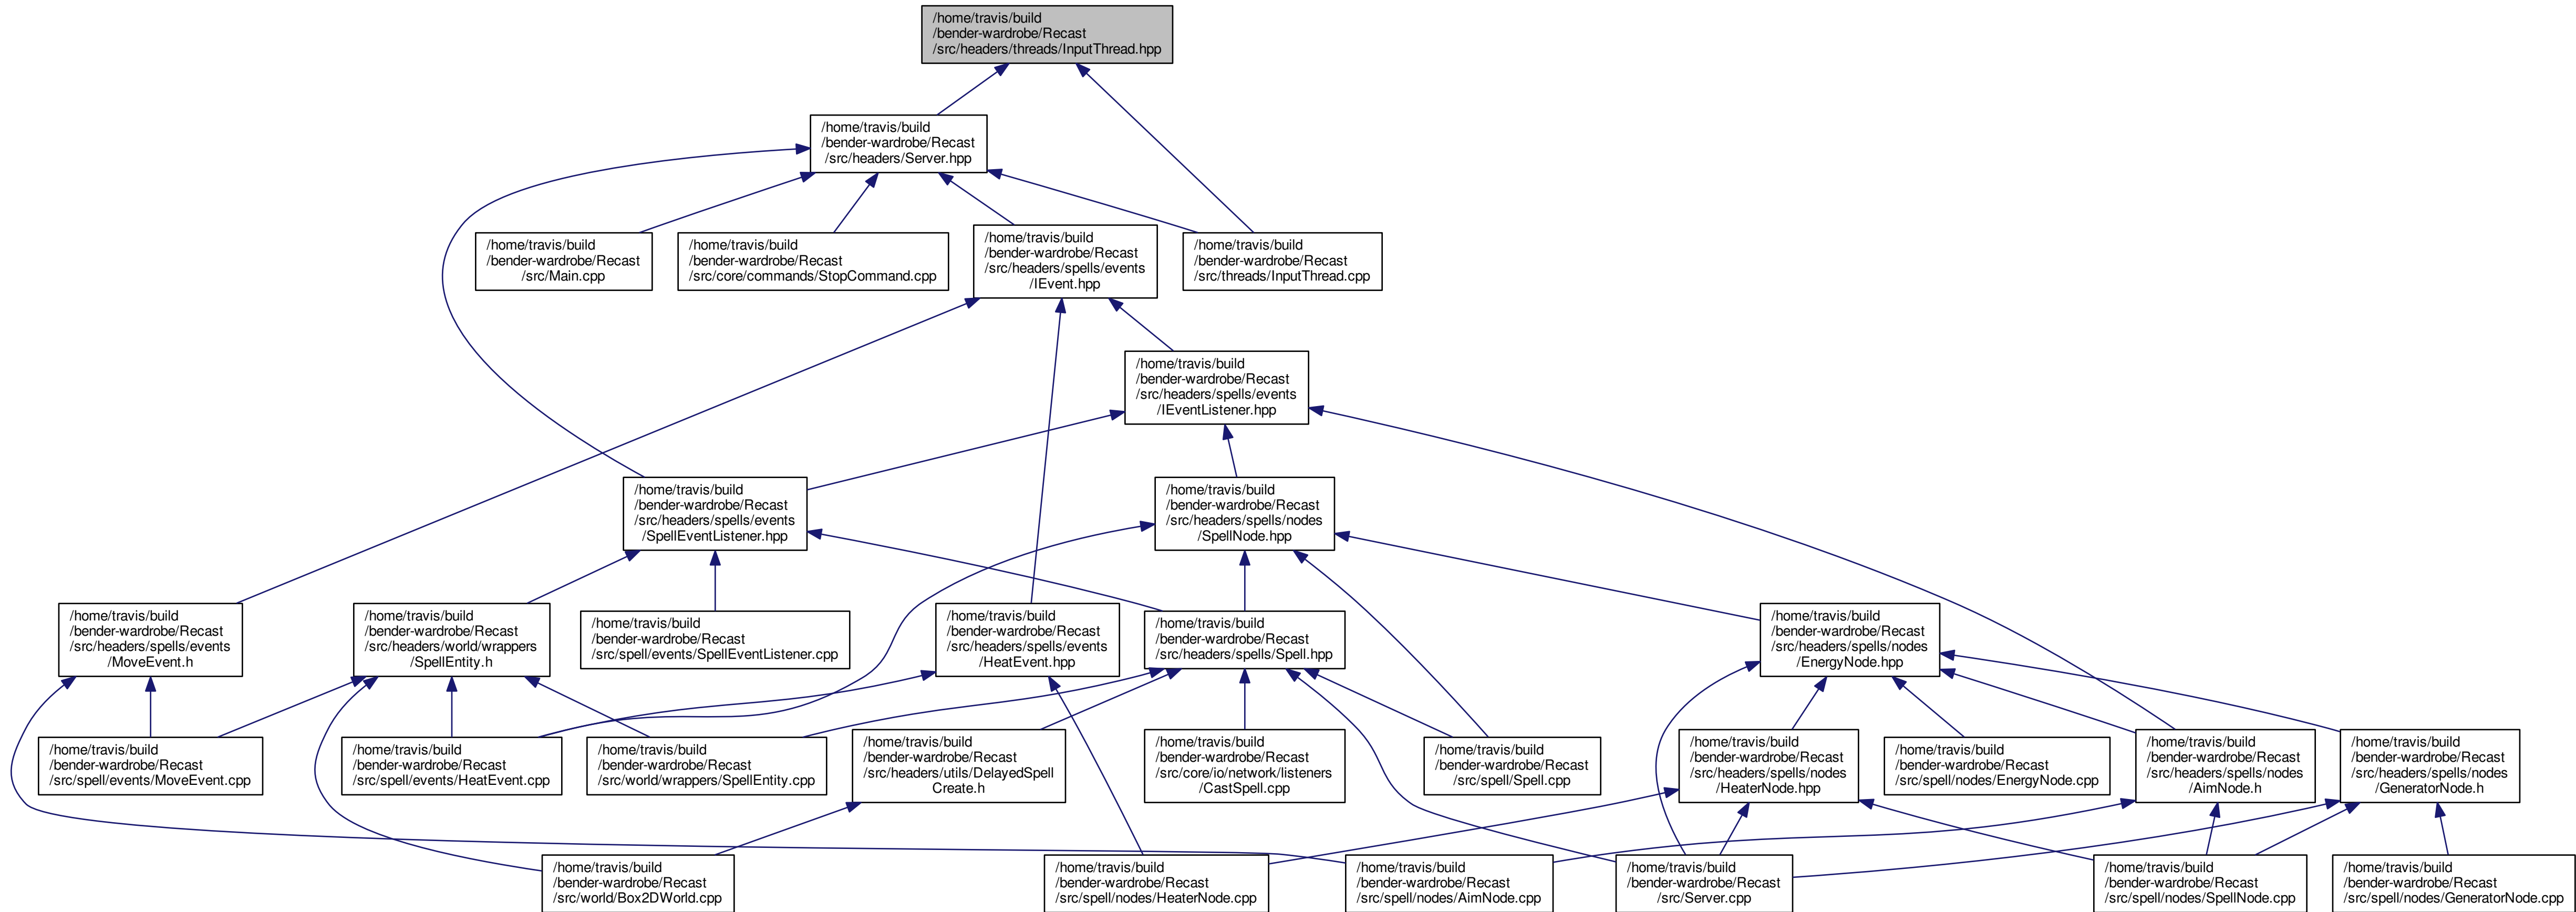 /home/travis/build
/bender-wardrobe/Recast
/src/headers/threads/InputThread.hpp
/home/travis/build
/bender-wardrobe/Recast
/src/headers/Server.hpp
/home/travis/build
/bender-wardrobe/Recast
/src/Main.cpp
/home/travis/build
/bender-wardrobe/Recast
/src/core/commands/StopCommand.cpp
/home/travis/build
/bender-wardrobe/Recast
/src/headers/spells/events
/IEvent.hpp
/home/travis/build
/bender-wardrobe/Recast
/src/threads/InputThread.cpp
/home/travis/build
/bender-wardrobe/Recast
/src/headers/spells/events
/IEventListener.hpp
/home/travis/build
/bender-wardrobe/Recast
/src/headers/spells/events
/SpellEventListener.hpp
/home/travis/build
/bender-wardrobe/Recast
/src/headers/spells/nodes
/SpellNode.hpp
/home/travis/build
/bender-wardrobe/Recast
/src/headers/spells/events
/MoveEvent.h
/home/travis/build
/bender-wardrobe/Recast
/src/headers/world/wrappers
/SpellEntity.h
/home/travis/build
/bender-wardrobe/Recast
/src/spell/events/SpellEventListener.cpp
/home/travis/build
/bender-wardrobe/Recast
/src/headers/spells/events
/HeatEvent.hpp
/home/travis/build
/bender-wardrobe/Recast
/src/headers/spells/Spell.hpp
/home/travis/build
/bender-wardrobe/Recast
/src/headers/spells/nodes
/EnergyNode.hpp
/home/travis/build
/bender-wardrobe/Recast
/src/spell/events/MoveEvent.cpp
/home/travis/build
/bender-wardrobe/Recast
/src/spell/events/HeatEvent.cpp
/home/travis/build
/bender-wardrobe/Recast
/src/world/wrappers/SpellEntity.cpp
/home/travis/build
/bender-wardrobe/Recast
/src/headers/utils/DelayedSpell
Create.h
/home/travis/build
/bender-wardrobe/Recast
/src/core/io/network/listeners
/CastSpell.cpp
/home/travis/build
/bender-wardrobe/Recast
/src/spell/Spell.cpp
/home/travis/build
/bender-wardrobe/Recast
/src/headers/spells/nodes
/HeaterNode.hpp
/home/travis/build
/bender-wardrobe/Recast
/src/spell/nodes/EnergyNode.cpp
/home/travis/build
/bender-wardrobe/Recast
/src/headers/spells/nodes
/AimNode.h
/home/travis/build
/bender-wardrobe/Recast
/src/headers/spells/nodes
/GeneratorNode.h
/home/travis/build
/bender-wardrobe/Recast
/src/world/Box2DWorld.cpp
/home/travis/build
/bender-wardrobe/Recast
/src/spell/nodes/HeaterNode.cpp
/home/travis/build
/bender-wardrobe/Recast
/src/spell/nodes/AimNode.cpp
/home/travis/build
/bender-wardrobe/Recast
/src/Server.cpp
/home/travis/build
/bender-wardrobe/Recast
/src/spell/nodes/SpellNode.cpp
/home/travis/build
/bender-wardrobe/Recast
/src/spell/nodes/GeneratorNode.cpp